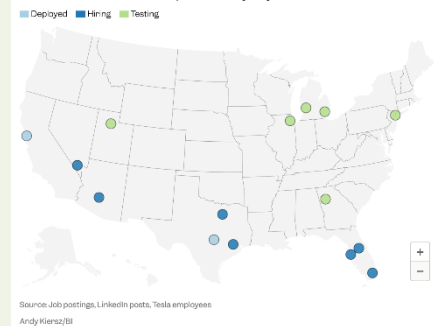 Deployed Hiring Testing
+
−
Source: Job postings, LinkedIn posts, Tesla employees
Andy Kiersz/BI